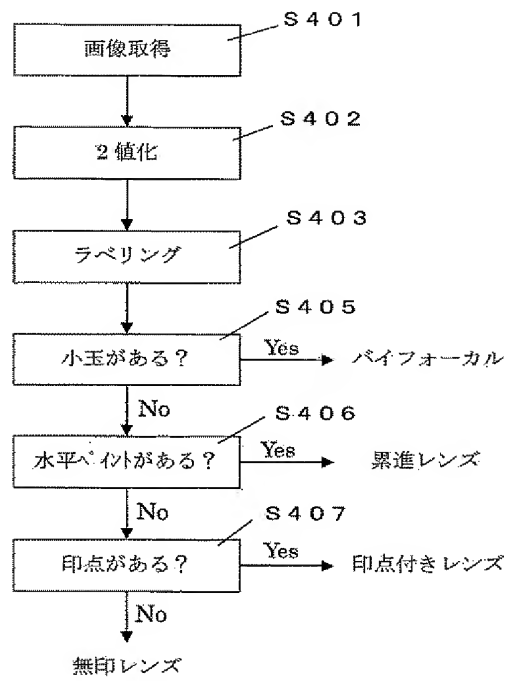 S401
画像取得
S402
2値化
S403
ラベリング
S405
小玉がある？
Yes
バイフォーカル
No
S406
水平ペイントがある？
Yes
累進レンズ
No
S407
印点がある？
Yes
印点付きレンズ
No
無印レンズ